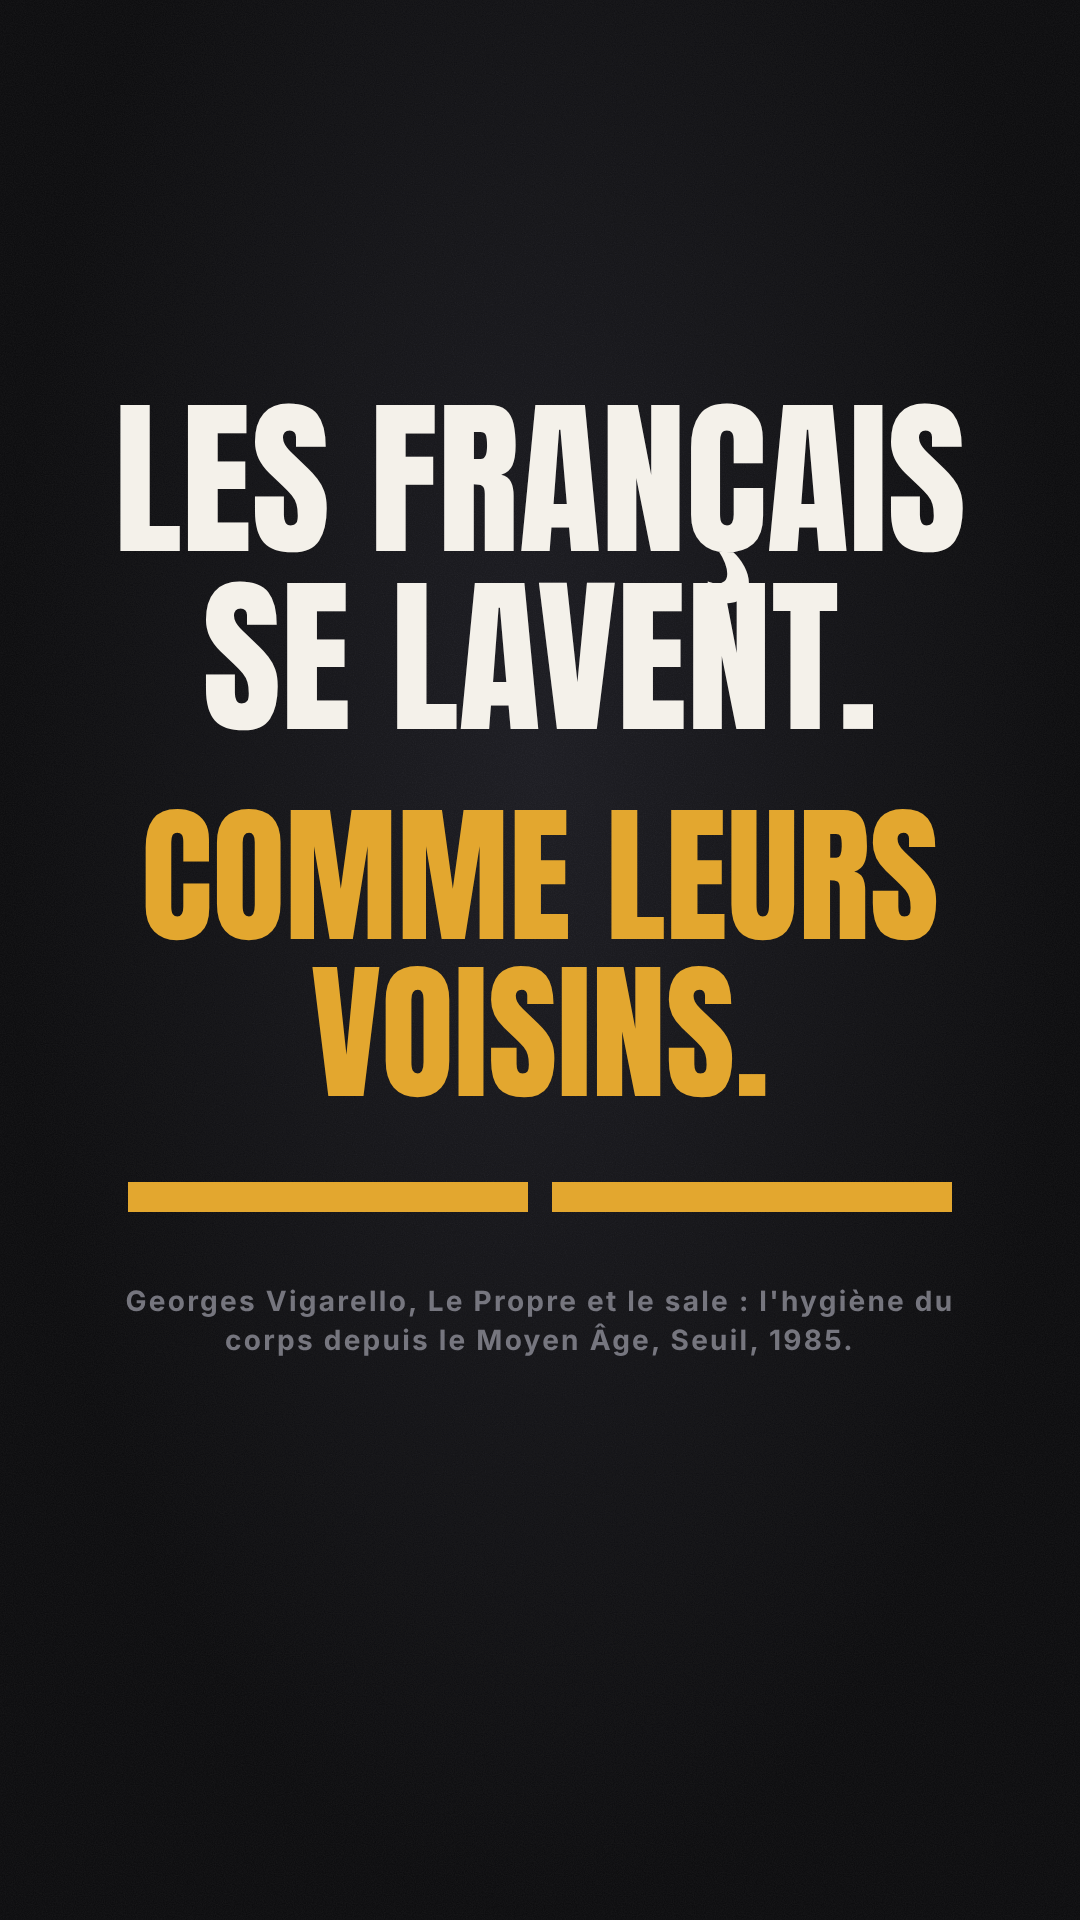 LES FRANÇAIS
SE LAVENT.
COMME LEURS
VOISINS.
Georges Vigarello, Le Propre et le sale : l'hygiène du
corps depuis le Moyen Âge, Seuil, 1985.